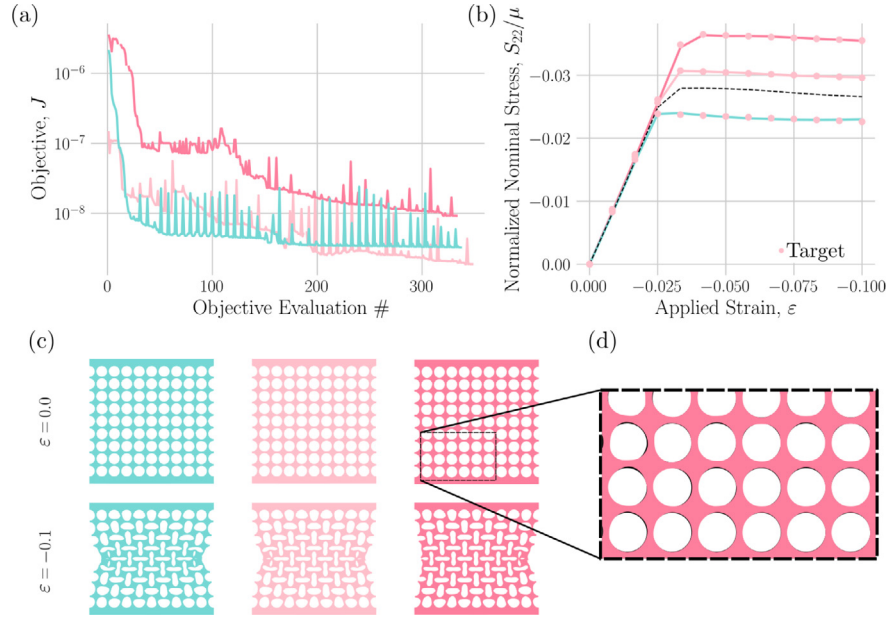 (a)
10⁻⁶
10⁻⁷
10⁻⁸
Objective, J
0
100
200
300
Objective Evaluation #
(b)
Normalized Nominal Stress, S₂₂/μ
−0.03
−0.02
−0.01
0.00
Target
0.000
−0.025
−0.050
−0.075
−0.100
Applied Strain, ε
(c)
ε = 0.0
ε = −0.1
(d)